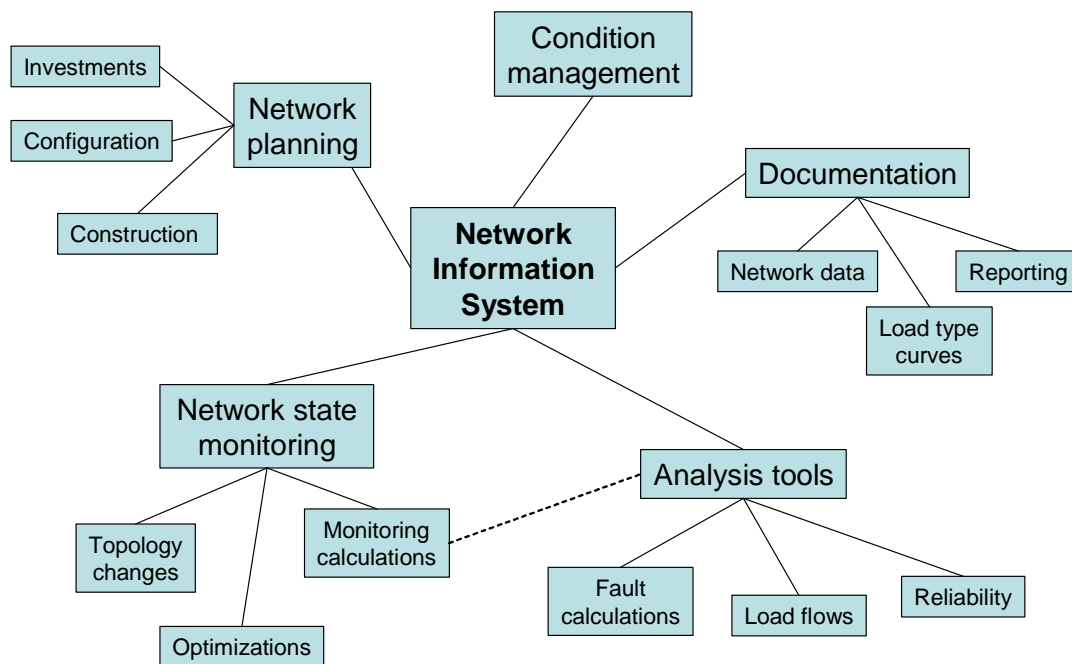 Condition
management
Investments
Network
planning
Configuration
Construction
Documentation
Network
Information
System
Network data
Reporting
Load type
curves
Network state
monitoring
Analysis tools
Topology
changes
Monitoring
calculations
Optimizations
Fault
calculations
Load flows
Reliability